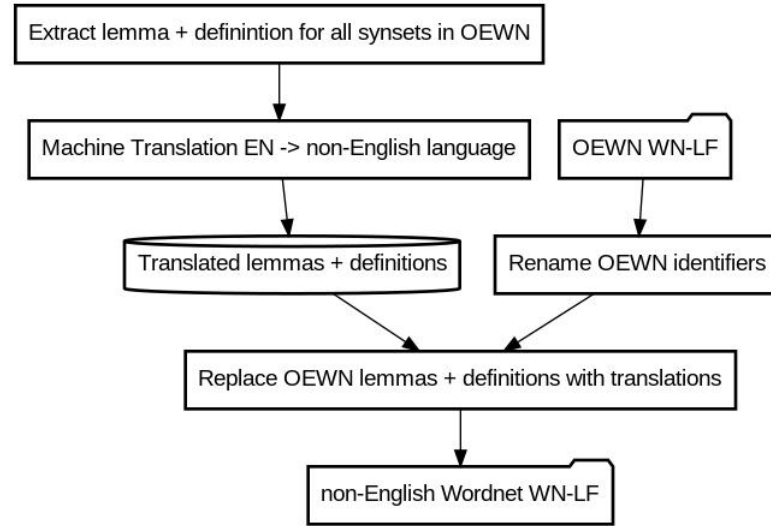 Extract lemma + definintion for all synsets in OEWN
Machine Translation EN -> non-English language
OEWN WN-LF
Translated lemmas + definitions
Rename OEWN identifiers
Replace OEWN lemmas + definitions with translations
non-English Wordnet WN-LF